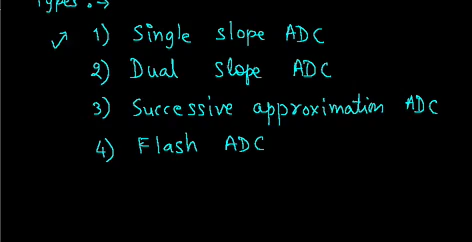 Types :→
✓ 1) Single slope ADC
2) Dual slope ADC
3) Successive approximation ADC
4) Flash ADC